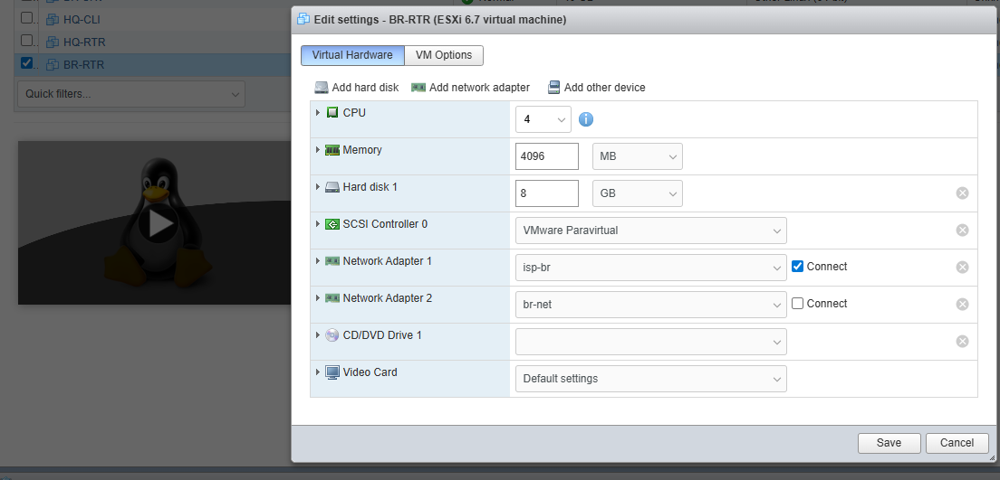 HQ-CLI
HQ-RTR
BR-RTR
Quick filters...
Edit settings - BR-RTR (ESXi 6.7 virtual machine)
Virtual Hardware VM Options
Add hard disk Add network adapter Add other device
CPU 4
Memory 4096 MB
Hard disk 1 8 GB
SCSI Controller 0 VMware Paravirtual
Network Adapter 1 isp-br Connect
Network Adapter 2 br-net Connect
CD/DVD Drive 1
Video Card Default settings
Save Cancel